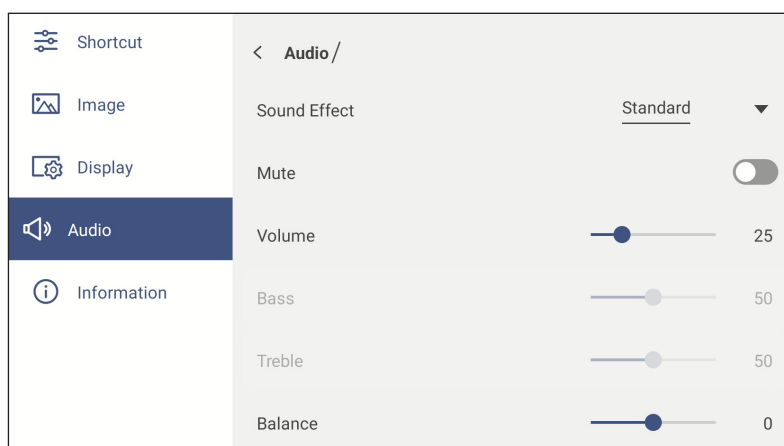 Shortcut
Image
Display
Audio
Information
Audio/
Sound Effect Standard
Mute
Volume 25
Bass 50
Treble 50
Balance 0